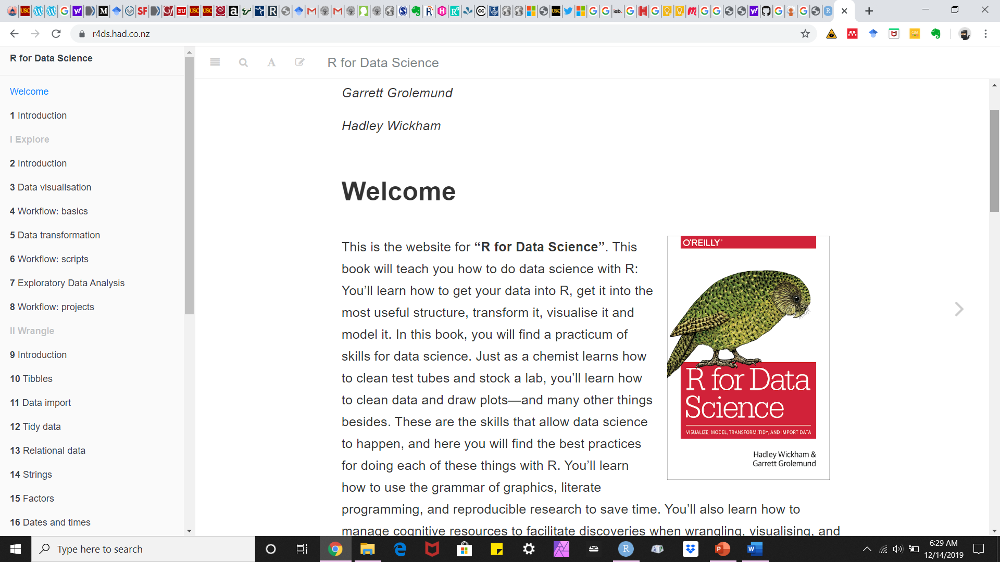 r4ds.had.co.nz
R for Data Science
Welcome
1 Introduction
I Explore
2 Introduction
3 Data visualisation
4 Workflow: basics
5 Data transformation
6 Workflow: scripts
7 Exploratory Data Analysis
8 Workflow: projects
II Wrangle
9 Introduction
10 Tibbles
11 Data import
12 Tidy data
13 Relational data
14 Strings
15 Factors
16 Dates and times
R for Data Science
Garrett Grolemund
Hadley Wickham
Welcome
This is the website for “R for Data Science”. This
book will teach you how to do data science with R:
You’ll learn how to get your data into R, get it into the
most useful structure, transform it, visualise it and
model it. In this book, you will find a practicum of
skills for data science. Just as a chemist learns how
to clean test tubes and stock a lab, you’ll learn how
to clean data and draw plots—and many other things
besides. These are the skills that allow data science
to happen, and here you will find the best practices
for doing each of these things with R. You’ll learn
how to use the grammar of graphics, literate
programming, and reproducible research to save time. You’ll also learn how to
manage cognitive resources to facilitate discoveries when wrangling, visualising, and
O'REILLY
R for Data
Science
VISUALIZE, MODEL, TRANSFORM, TIDY, AND IMPORT DATA
Hadley Wickham &
Garrett Grolemund
Type here to search
6:29 AM
12/14/2019